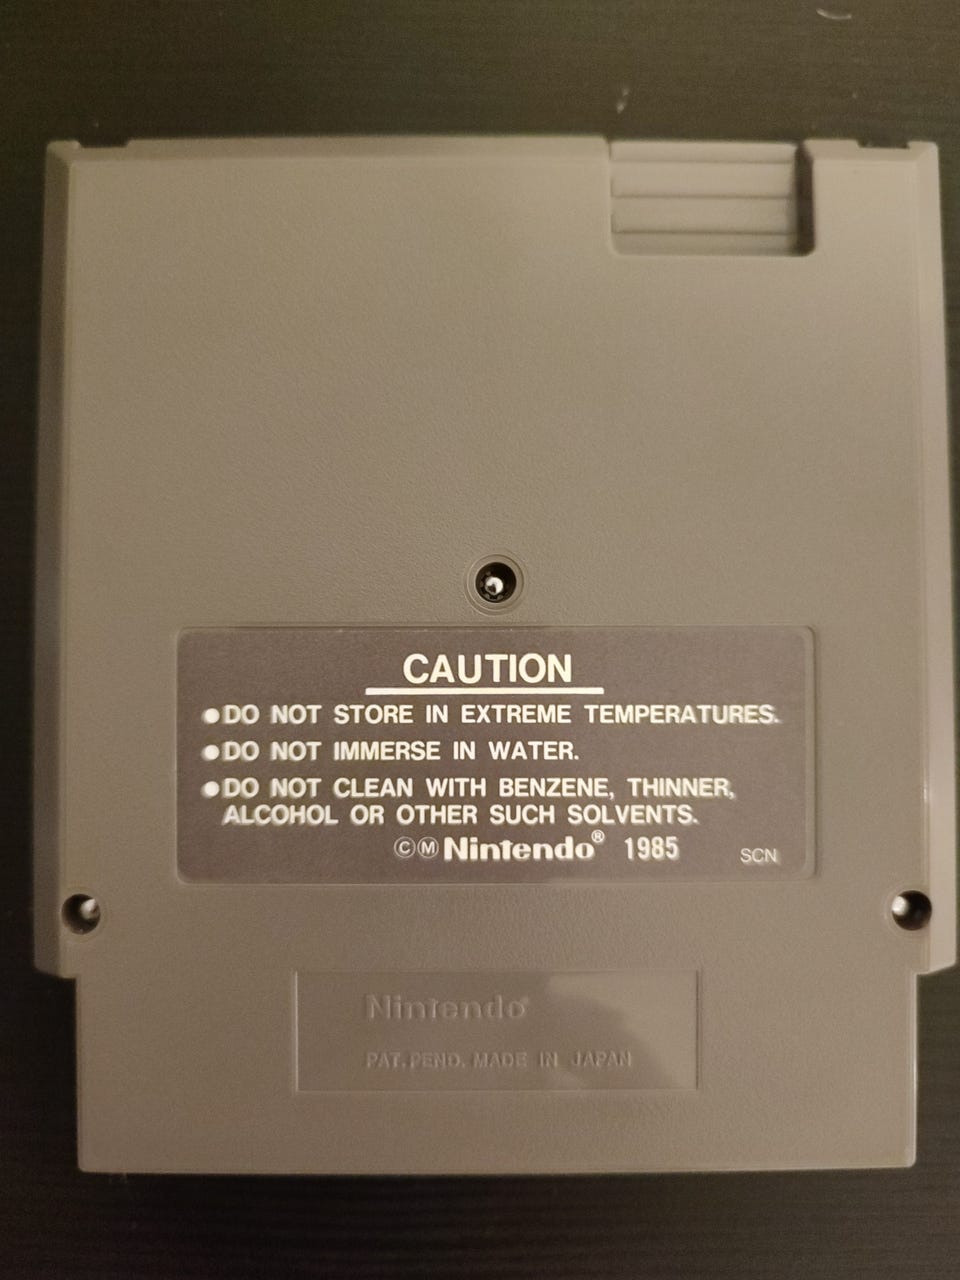 CAUTION
●DO NOT STORE IN EXTREME TEMPERATURES.
●DO NOT IMMERSE IN WATER.
●DO NOT CLEAN WITH BENZENE, THINNER,
ALCOHOL OR OTHER SUCH SOLVENTS.
ⒸⓂ Nintendo® 1985 SCN
Nintendo®
PAT. PEND. MADE IN JAPAN